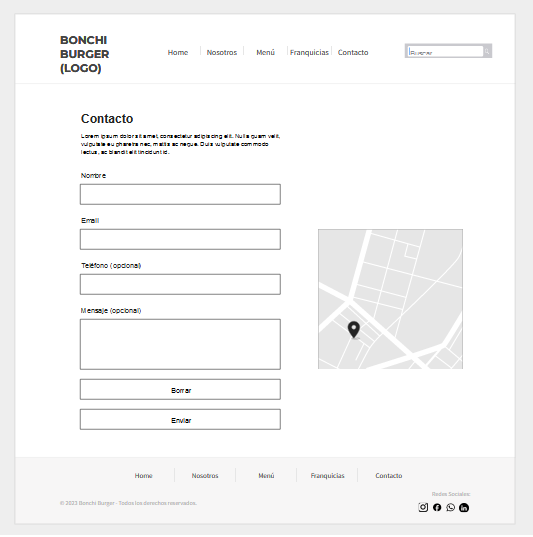 BONCHI
BURGER
(LOGO)
Home Nosotros Menú Franquicias Contacto
Buscar
Contacto
Lorem ipsum dolor sit amet, consectetur adipiscing elit. Nulla quam velit,
vulputate eu pharetra nec, mattis ac neque. Duis vulputate commodo
lectus, ac blandit elit tincidunt id.
Nombre
Email
Teléfono (opcional)
Mensaje (opcional)
Borrar
Enviar
Home Nosotros Menú Franquicias Contacto
Redes Sociales
© 2022 Bonchi Burger - Todos los derechos reservados.